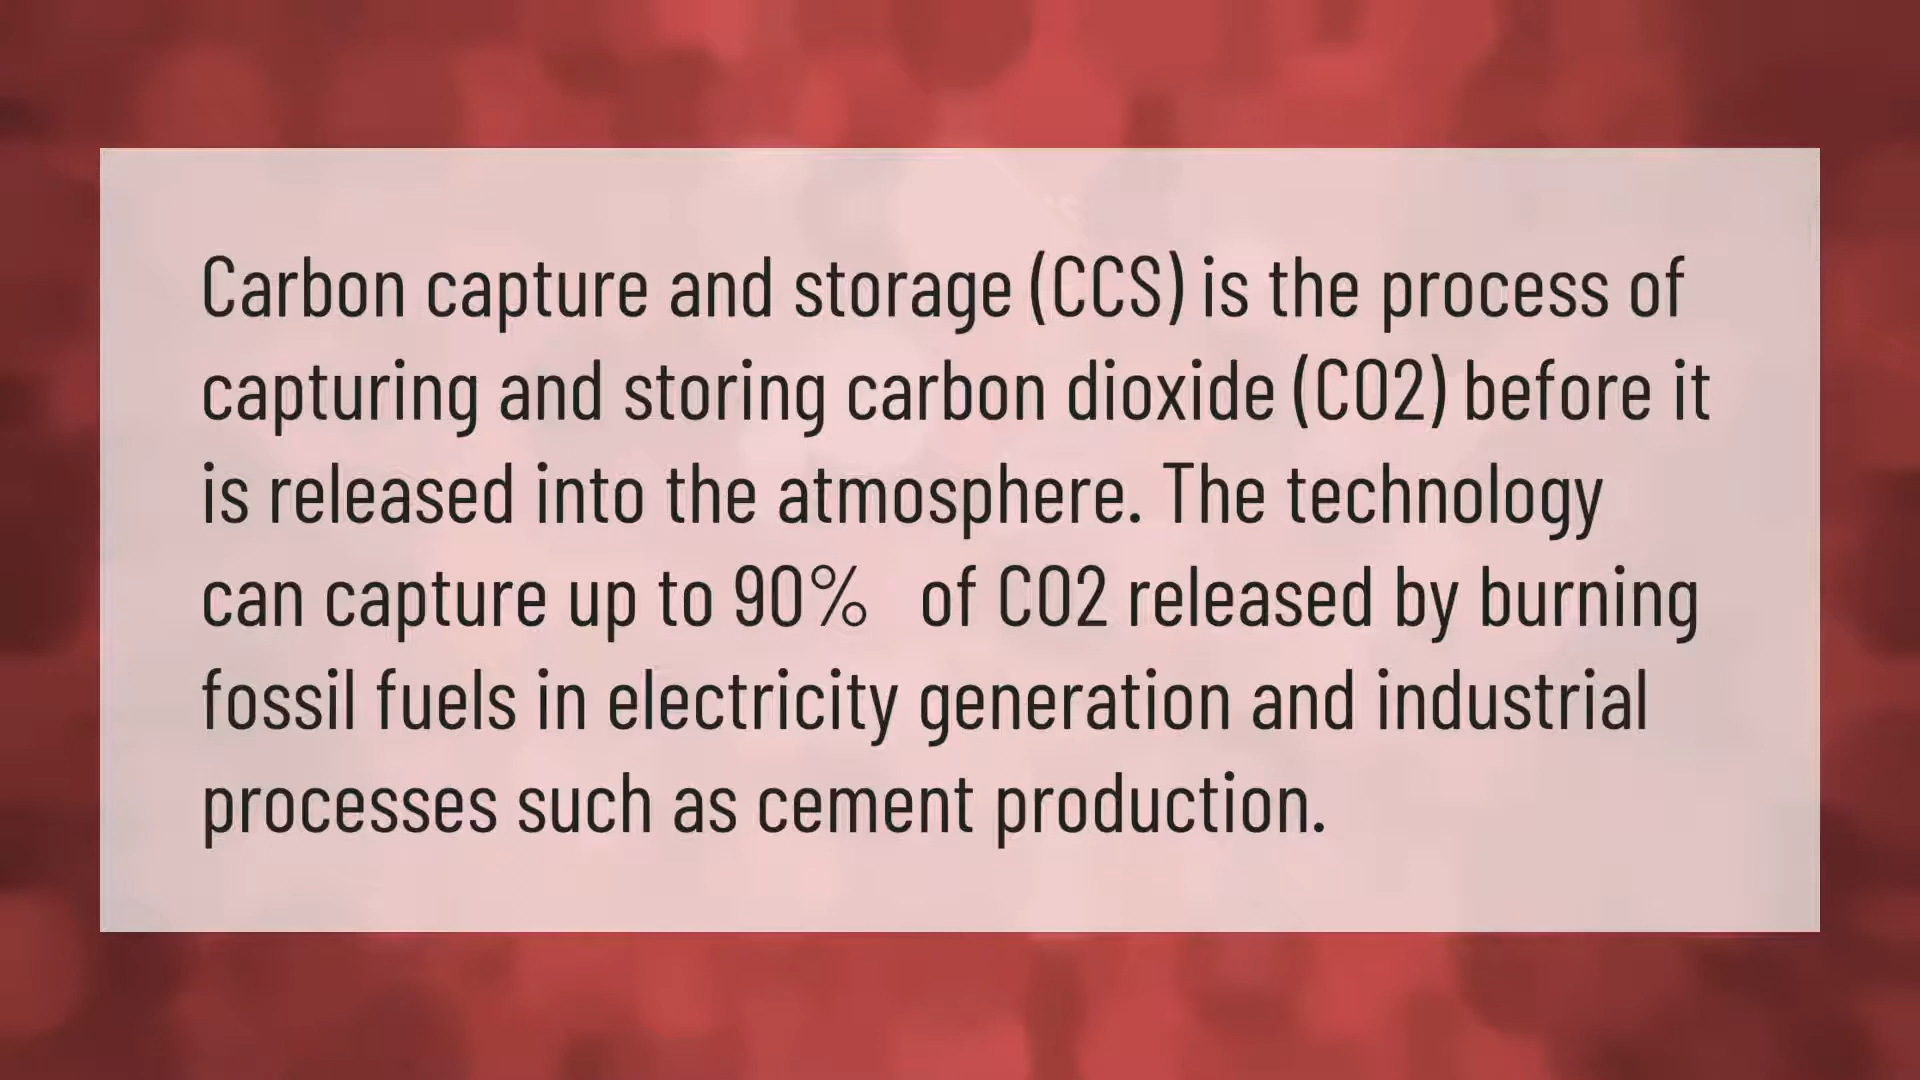 Carbon capture and storage (CCS) is the process of
capturing and storing carbon dioxide (CO2) before it
is released into the atmosphere. The technology
can capture up to 90% of CO2 released by burning
fossil fuels in electricity generation and industrial
processes such as cement production.